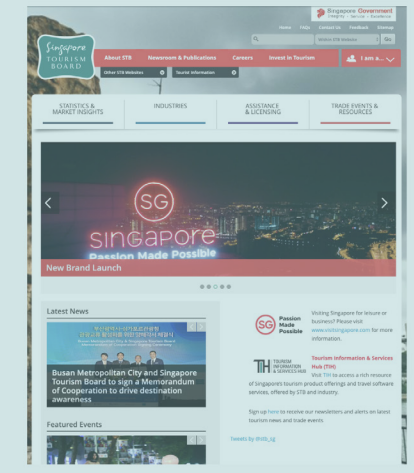 Singapore Government
Integrity · Service · Excellence
Home FAQs Contact Us Feedback Sitemap
Within STB Website Go
Singapore
TOURISM
BOARD
About STB Newsroom & Publications Careers Invest in Tourism I am a...
Other STB Websites Tourist Information
STATISTICS &
MARKET INSIGHTS
INDUSTRIES
ASSISTANCE
& LICENSING
TRADE EVENTS &
RESOURCES
SG
SINGAPORE
Passion Made Possible
New Brand Launch
Latest News
Busan Metropolitan City and Singapore
Tourism Board to sign a Memorandum
of Cooperation to drive destination
awareness
Featured Events
SG
Passion
Made
Possible
Visiting Singapore for leisure or
business? Please visit
www.visitsingapore.com for more
information.
TIH
TOURISM
INFORMATION
& SERVICES HUB
Tourism Information & Services
Hub (TIH)
Visit TIH to access a rich resource
of Singapore's tourism product offerings and travel software
services, offered by STB and industry.
Sign up here to receive our newsletters and alerts on latest
tourism news and trade events
Tweets by @stb_sg